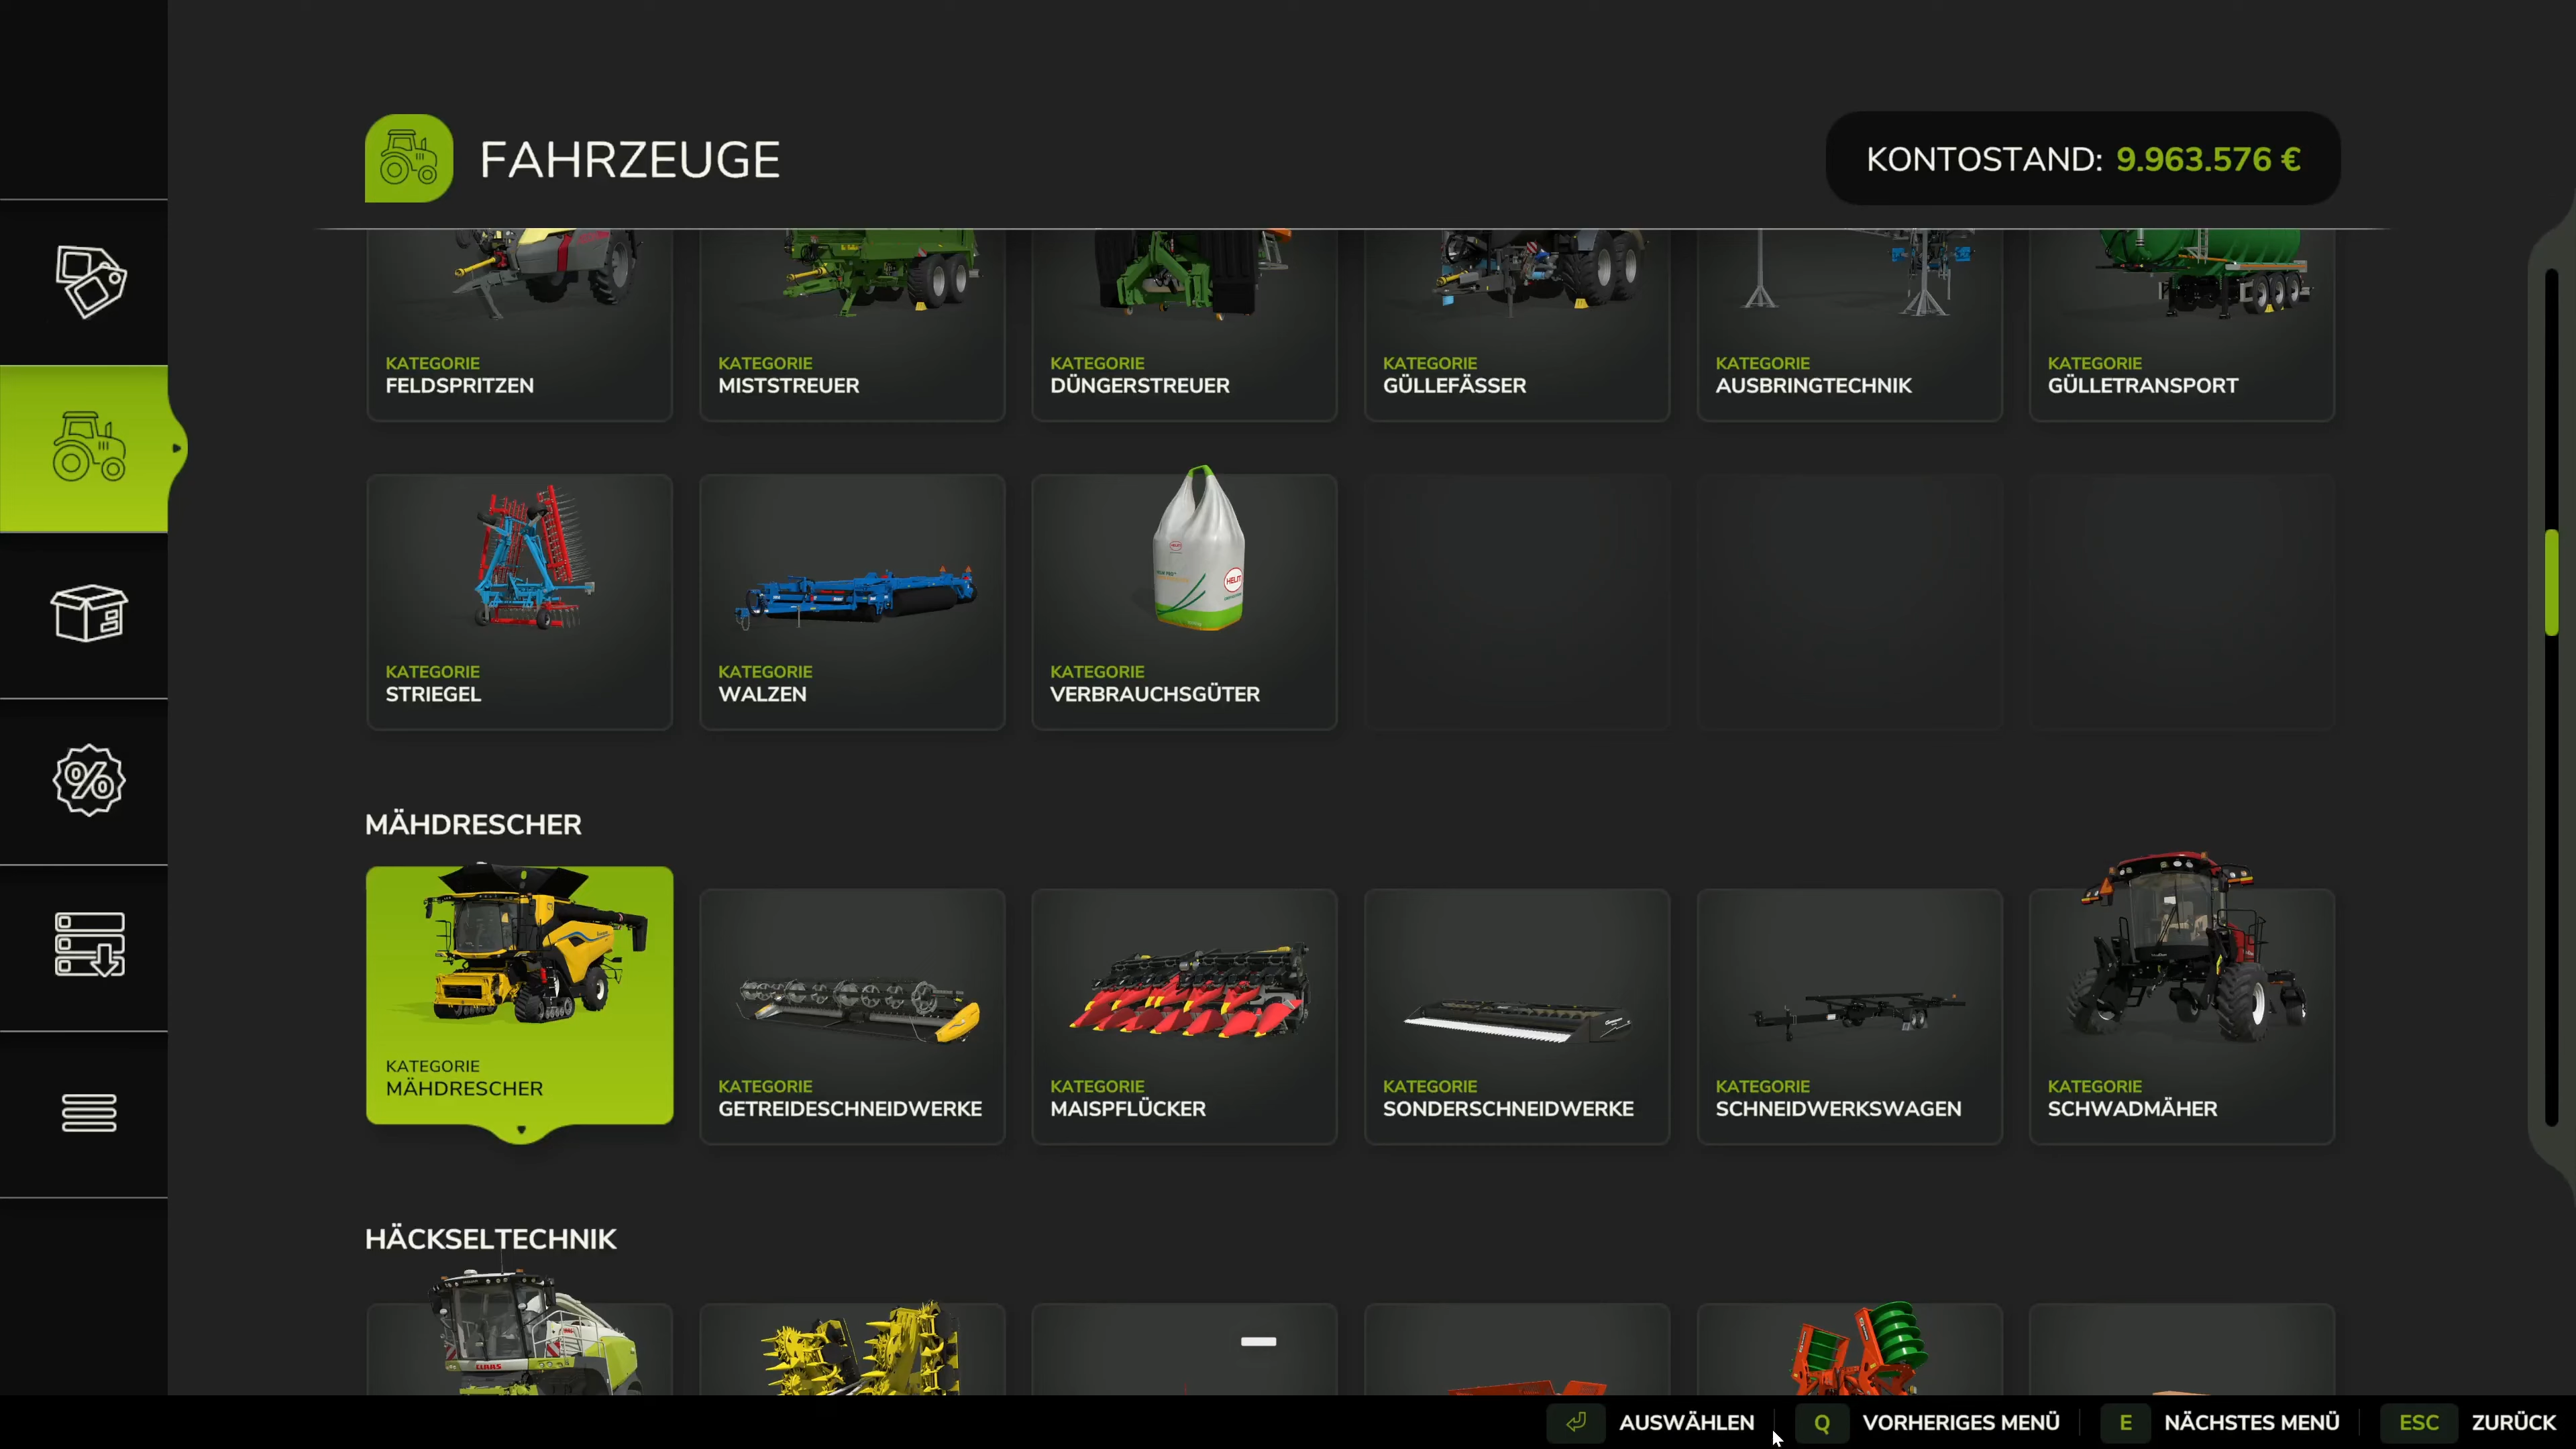 FAHRZEUGE
KONTOSTAND: 9.963.576 €
KATEGORIE
FELDSPRITZEN
KATEGORIE
MISTSTREUER
KATEGORIE
DÜNGERSTREUER
KATEGORIE
GÜLLEFÄSSER
KATEGORIE
AUSBRINGTECHNIK
KATEGORIE
GÜLLETRANSPORT
HELM
KATEGORIE
STRIEGEL
KATEGORIE
WALZEN
KATEGORIE
VERBRAUCHSGÜTER
MÄHDRESCHER
KATEGORIE
MÄHDRESCHER
KATEGORIE
GETREIDESCHNEIDWERKE
KATEGORIE
MAISPFLÜCKER
KATEGORIE
SONDERSCHNEIDWERKE
KATEGORIE
SCHNEIDWERKSWAGEN
KATEGORIE
SCHWADMÄHER
HÄCKSELTECHNIK
CLAAS
AUSWÄHLEN
Q VORHERIGES MENÜ
E NÄCHSTES MENÜ
ESC ZURÜCK